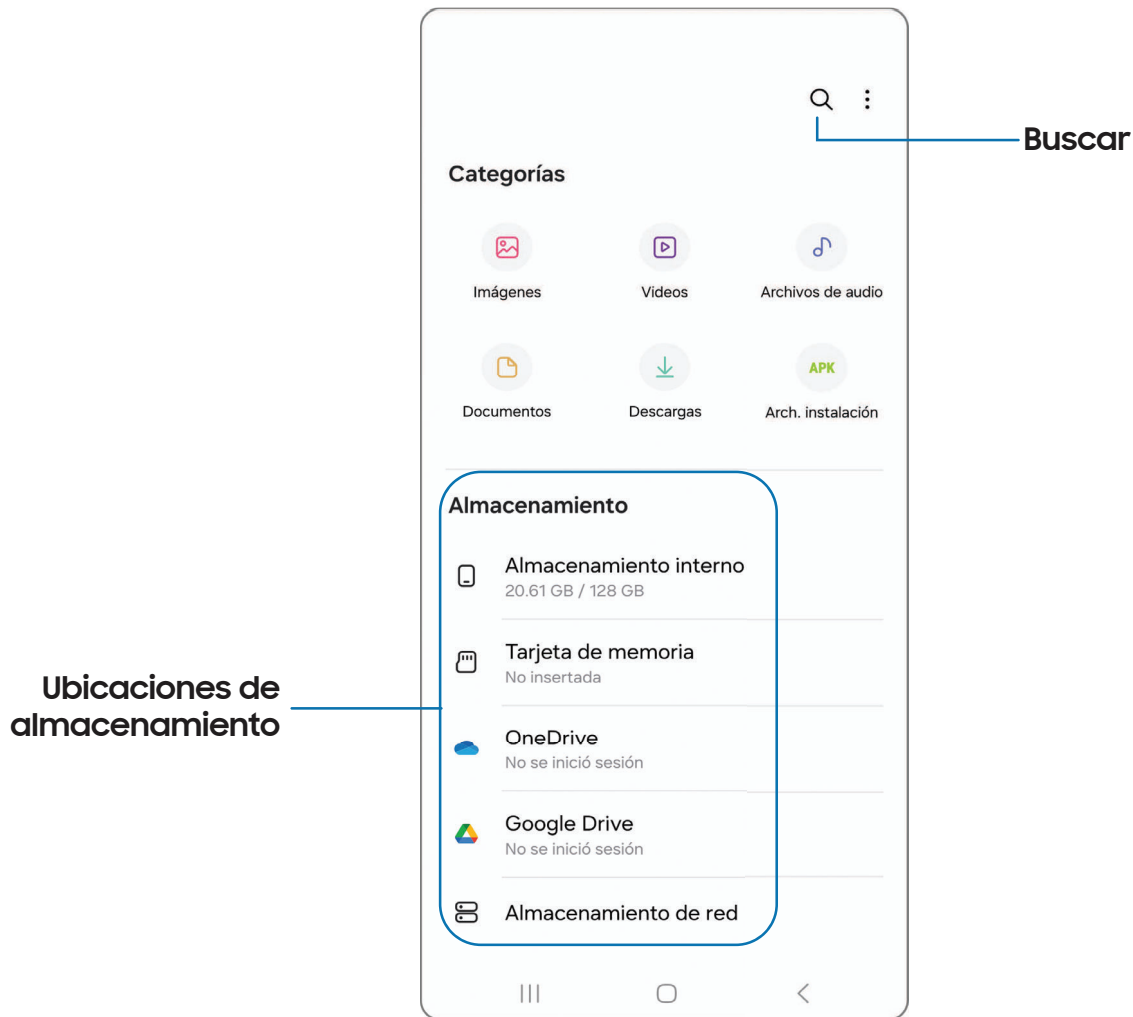 Buscar
Categorías
Imágenes
Videos
Archivos de audio
APK
Documentos
Descargas
Arch. instalación
Almacenamiento
Almacenamiento interno
20.61 GB / 128 GB
Tarjeta de memoria
No insertada
Ubicaciones de
almacenamiento
OneDrive
No se inició sesión
Google Drive
No se inició sesión
Almacenamiento de red